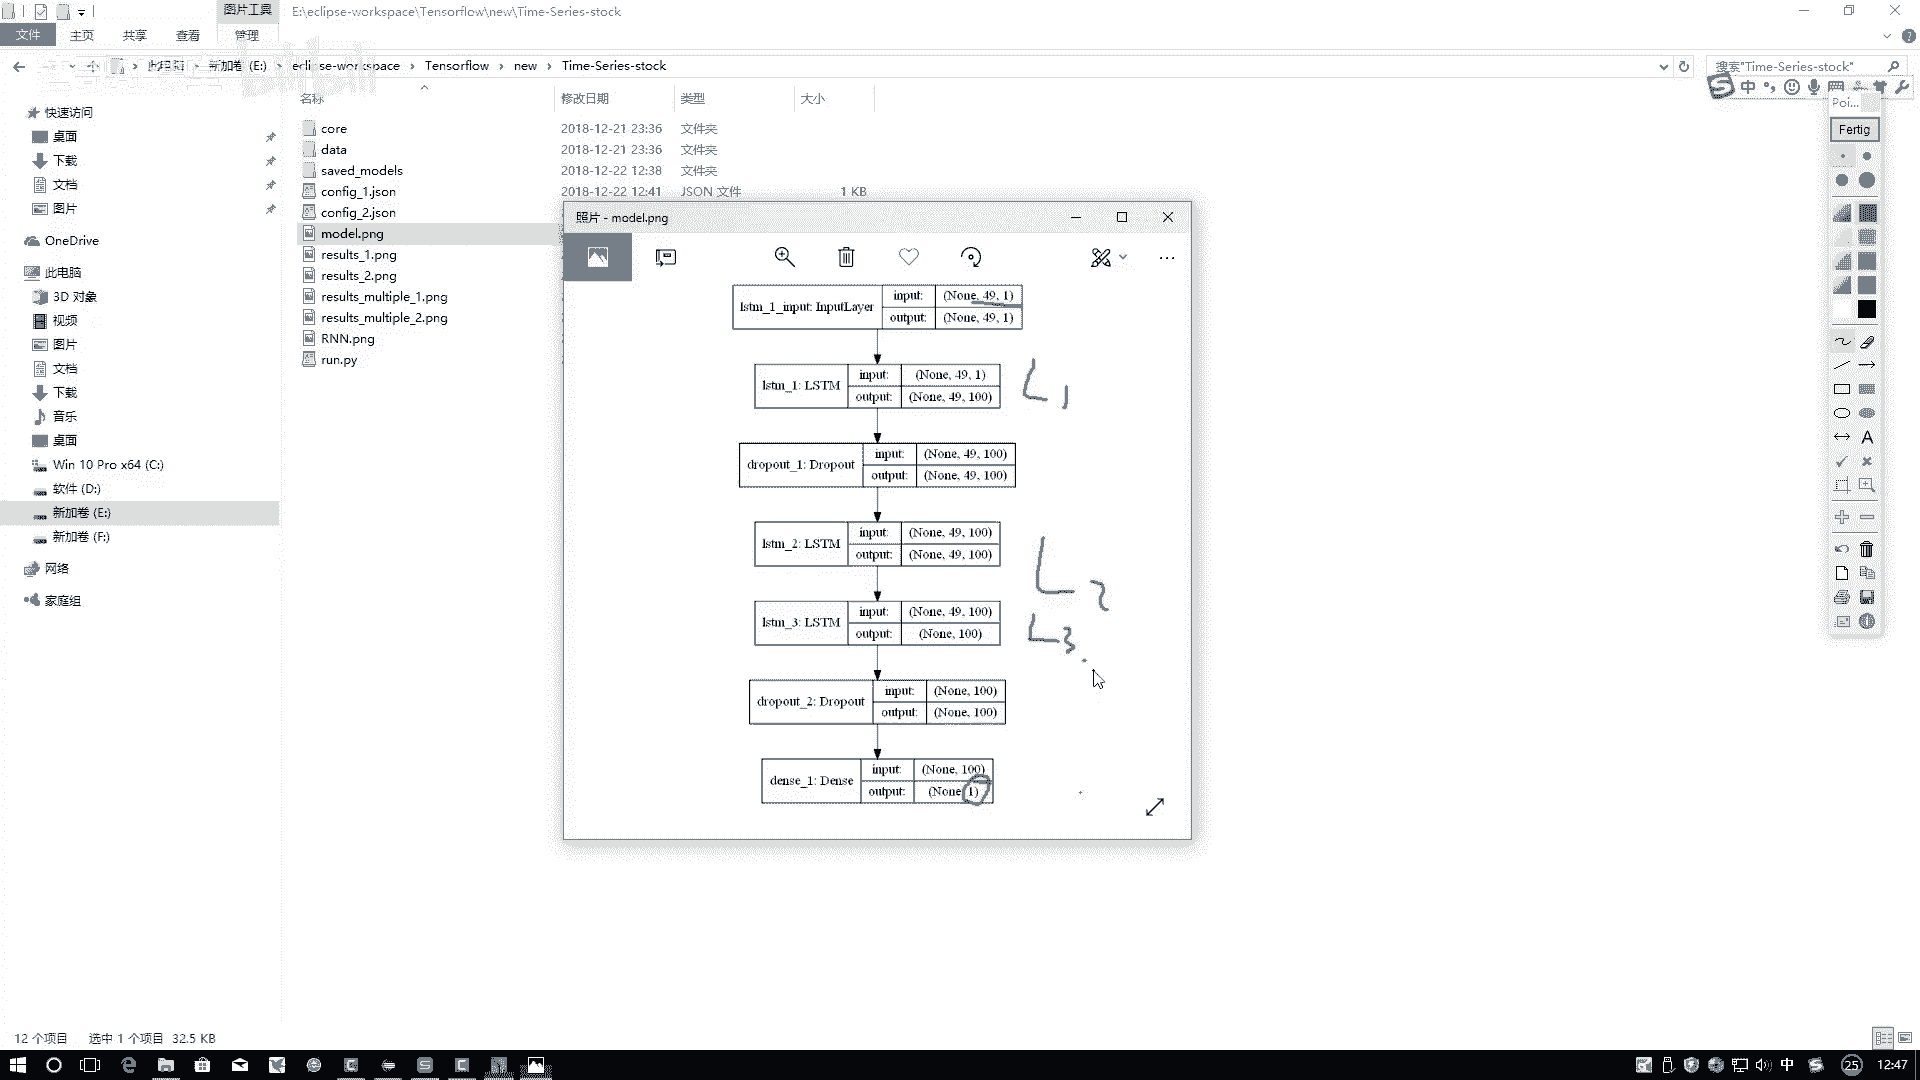 图片工具
E:\eclipse-workspace\Tensorflow\new\Time-Series-stock
文件
主页
共享
查看
管理
新加卷 (E:)
eclipse-workspace
Tensorflow
new
Time-Series-stock
搜索"Time-Series-stock"
中
名称
修改日期
类型
大小
快速访问
桌面
下载
文档
图片
OneDrive
此电脑
3D 对象
视频
图片
文档
下载
音乐
桌面
Win 10 Pro x64 (C:)
软件 (D:)
新加卷 (E:)
新加卷 (F:)
网络
家庭组
core
2018-12-21 23:36
文件夹
data
2018-12-21 23:36
文件夹
saved_models
2018-12-22 12:38
文件夹
config_1.json
2018-12-22 12:41
JSON 文件
1 KB
config_2.json
model.png
results_1.png
results_2.png
results_multiple_1.png
results_multiple_2.png
RNN.png
run.py
照片 - model.png
lstm_1_input: InputLayer
input:
(None, 49, 1)
output:
(None, 49, 1)
lstm_1: LSTM
input:
(None, 49, 1)
output:
(None, 49, 100)
L1
dropout_1: Dropout
input:
(None, 49, 100)
output:
(None, 49, 100)
lstm_2: LSTM
input:
(None, 49, 100)
output:
(None, 49, 100)
L2
lstm_3: LSTM
input:
(None, 49, 100)
output:
(None, 100)
L3
dropout_2: Dropout
input:
(None, 100)
output:
(None, 100)
dense_1: Dense
input:
(None, 100)
output:
(None, 1)
Poi...
Fertig
A
12 个项目
选中 1 个项目 32.5 KB
中
25
12:47